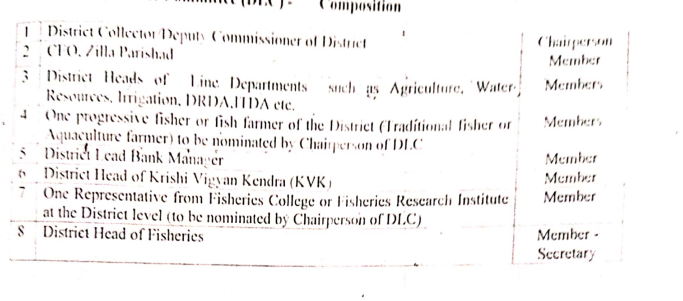 (DLC) - Composition
1 District Collector/Deputy Commissioner of District Chairperson
2 CEO, Zilla Parishad Member
3 District Heads of Line Departments such as Agriculture, Water Members
Resources, Irrigation, DRDA, ITDA etc.
4 One progressive fisher or fish farmer of the District (Traditional fisher or Members
Aquaculture farmer) to be nominated by Chairperson of DLC
5 District Lead Bank Manager Member
6 District Head of Krishi Vigyan Kendra (KVK) Member
7 One Representative from Fisheries College or Fisheries Research Institute Member
at the District level (to be nominated by Chairperson of DLC)
8 District Head of Fisheries Member -
Secretary